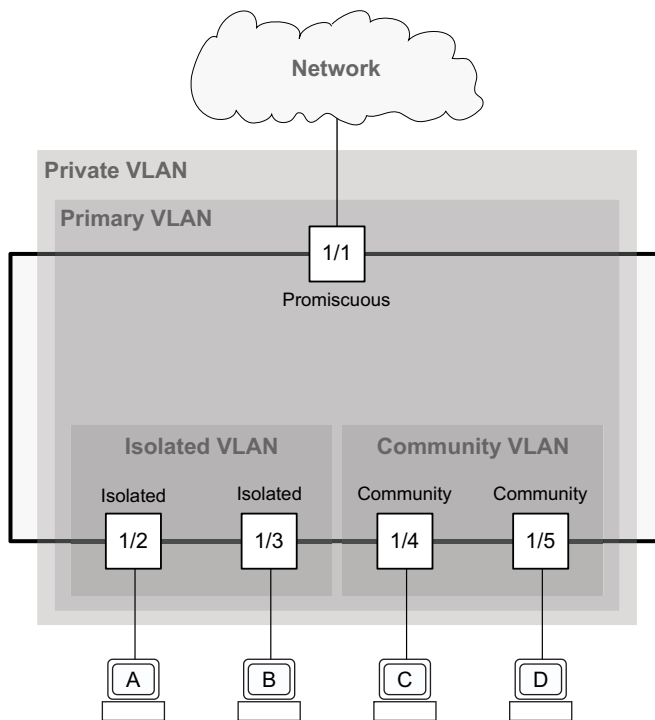 Network
Private VLAN
Primary VLAN
1/1
Promiscuous
Isolated VLAN
Community VLAN
Isolated
Isolated
Community
Community
1/2
1/3
1/4
1/5
A
B
C
D